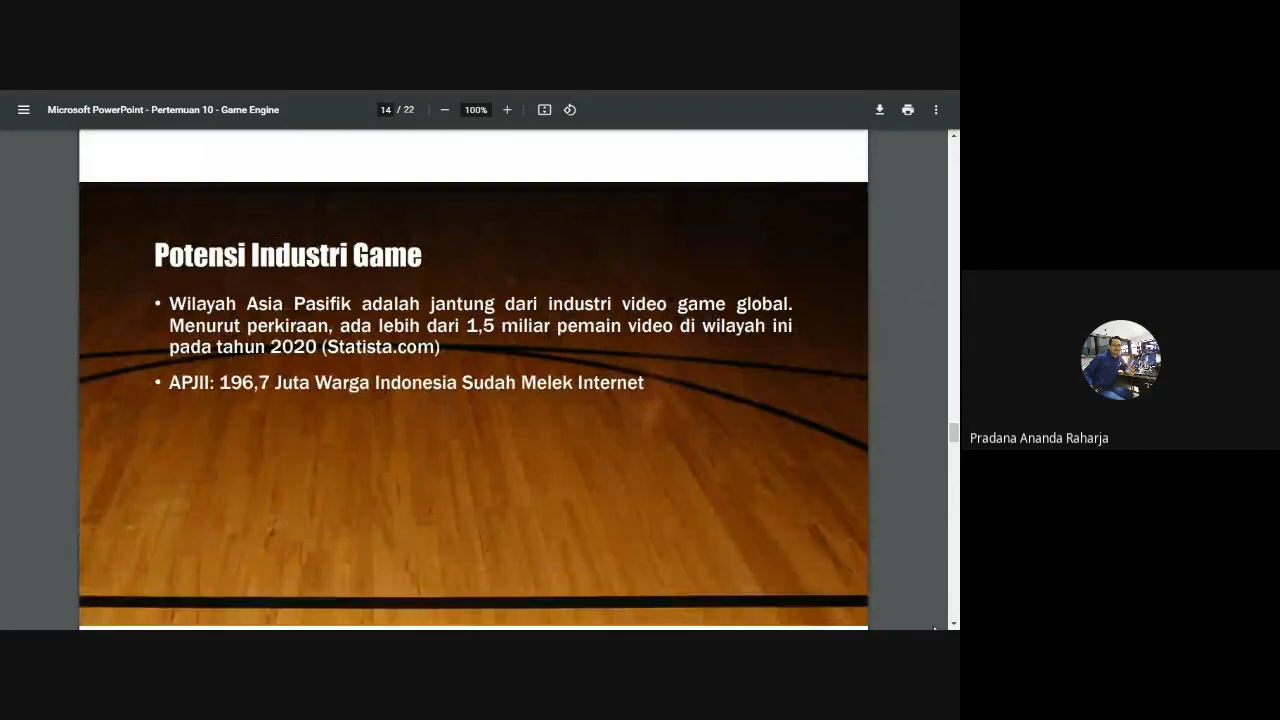 Microsoft PowerPoint - Pertemuan 10 - Game Engine
14 / 22
100%
Potensi Industri Game
• Wilayah Asia Pasifik adalah jantung dari industri video game global.
Menurut perkiraan, ada lebih dari 1,5 miliar pemain video di wilayah ini
pada tahun 2020 (Statista.com)
• APJII: 196,7 Juta Warga Indonesia Sudah Melek Internet
Pradana Ananda Raharja